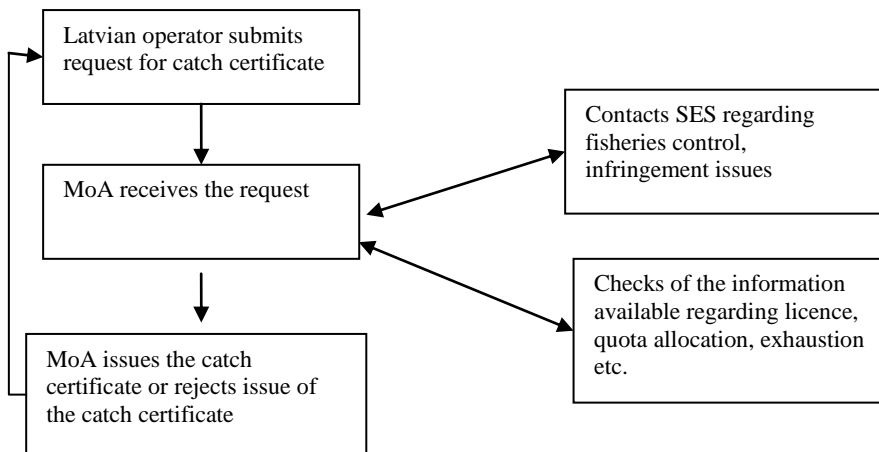 Latvian operator submits
request for catch certificate
MoA receives the request
MoA issues the catch
certificate or rejects issue of
the catch certificate
Contacts SES regarding
fisheries control,
infringement issues
Checks of the information
available regarding licence,
quota allocation, exhaustion
etc.